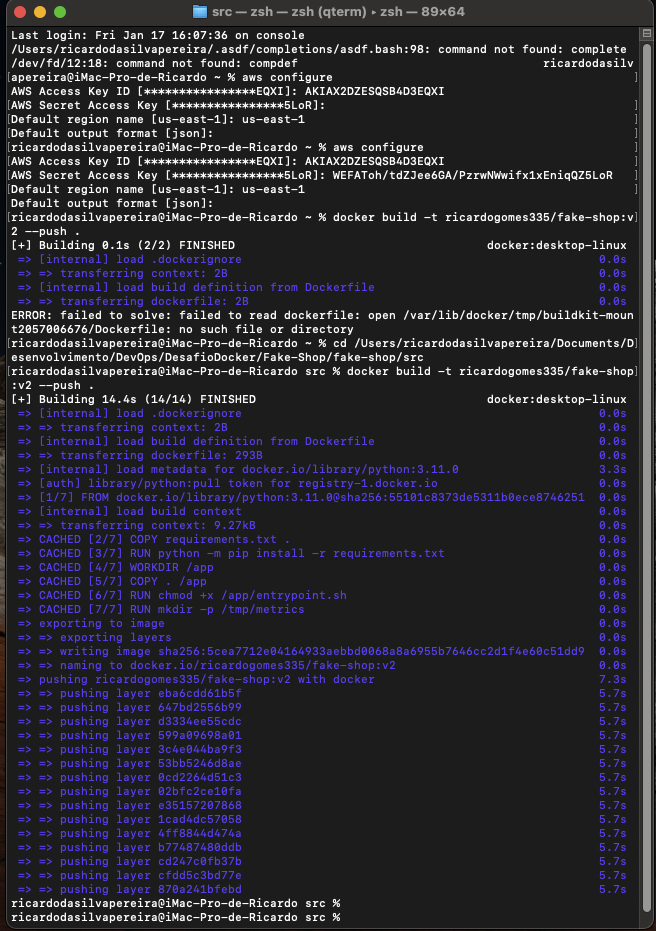 src — zsh — zsh (qterm) ▸ zsh — 89×64
Last login: Fri Jan 17 16:07:36 on console
/Users/ricardodasilvapereira/.asdf/completions/asdf.bash:98: command not found: complete
/dev/fd/12:18: command not found: compdef ricardodasilv
apereira@iMac-Pro-de-Ricardo ~ % aws configure
AWS Access Key ID [****************EQXI]: AKIAX2DZESQSB4D3EQXI
AWS Secret Access Key [****************5LoR]:
Default region name [us-east-1]: us-east-1
Default output format [json]:
ricardodasilvapereira@iMac-Pro-de-Ricardo ~ % aws configure
AWS Access Key ID [****************EQXI]: AKIAX2DZESQSB4D3EQXI
AWS Secret Access Key [****************5LoR]: 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
Default region name [us-east-1]: us-east-1
Default output format [json]:
ricardodasilvapereira@iMac-Pro-de-Ricardo ~ % docker build -t ricardogomes335/fake-shop:v
2 --push .
[+] Building 0.1s (2/2) FINISHED docker:desktop-linux
=> [internal] load .dockerignore 0.0s
=> => transferring context: 2B 0.0s
=> [internal] load build definition from Dockerfile 0.0s
=> => transferring dockerfile: 2B 0.0s
ERROR: failed to solve: failed to read dockerfile: open /var/lib/docker/tmp/buildkit-moun
t2057006676/Dockerfile: no such file or directory
ricardodasilvapereira@iMac-Pro-de-Ricardo ~ % cd /Users/ricardodasilvapereira/Documents/D
esenvolvimento/DevOps/DesafioDocker/Fake-Shop/fake-shop/src
ricardodasilvapereira@iMac-Pro-de-Ricardo src % docker build -t ricardogomes335/fake-shop
:v2 --push .
[+] Building 14.4s (14/14) FINISHED docker:desktop-linux
=> [internal] load .dockerignore 0.0s
=> => transferring context: 2B 0.0s
=> [internal] load build definition from Dockerfile 0.0s
=> => transferring dockerfile: 293B 0.0s
=> [internal] load metadata for docker.io/library/python:3.11.0 3.3s
=> [auth] library/python:pull token for registry-1.docker.io 0.0s
=> [1/7] FROM docker.io/library/python:3.11.0@sha256:55101c8373de5311b0ece8746251 0.0s
=> [internal] load build context 0.0s
=> => transferring context: 9.27kB 0.0s
=> CACHED [2/7] COPY requirements.txt . 0.0s
=> CACHED [3/7] RUN python -m pip install -r requirements.txt 0.0s
=> CACHED [4/7] WORKDIR /app 0.0s
=> CACHED [5/7] COPY . /app 0.0s
=> CACHED [6/7] RUN chmod +x /app/entrypoint.sh 0.0s
=> CACHED [7/7] RUN mkdir -p /tmp/metrics 0.0s
=> exporting to image 0.0s
=> => exporting layers 0.0s
=> => writing image sha256:5cea7712e04164933aebbd0068a8a6955b7646cc2d1f4e60c51dd9 0.0s
=> => naming to docker.io/ricardogomes335/fake-shop:v2 0.0s
=> pushing ricardogomes335/fake-shop:v2 with docker 7.3s
=> => pushing layer eba6cdd61b5f 5.7s
=> => pushing layer 647bd2556b99 5.7s
=> => pushing layer d3334ee55cdc 5.7s
=> => pushing layer 599a09698a01 5.7s
=> => pushing layer 3c4e044ba9f3 5.7s
=> => pushing layer 53bb5246d8ae 5.7s
=> => pushing layer 0cd2264d51c3 5.7s
=> => pushing layer 02bfc2ce10fa 5.7s
=> => pushing layer e35157207868 5.7s
=> => pushing layer 1cad4dc57058 5.7s
=> => pushing layer 4ff8844d474a 5.7s
=> => pushing layer b77487480ddb 5.7s
=> => pushing layer cd247c0fb37b 5.7s
=> => pushing layer cfdd5c3bd77e 5.7s
=> => pushing layer 870a241bfebd 5.7s
ricardodasilvapereira@iMac-Pro-de-Ricardo src %
ricardodasilvapereira@iMac-Pro-de-Ricardo src %